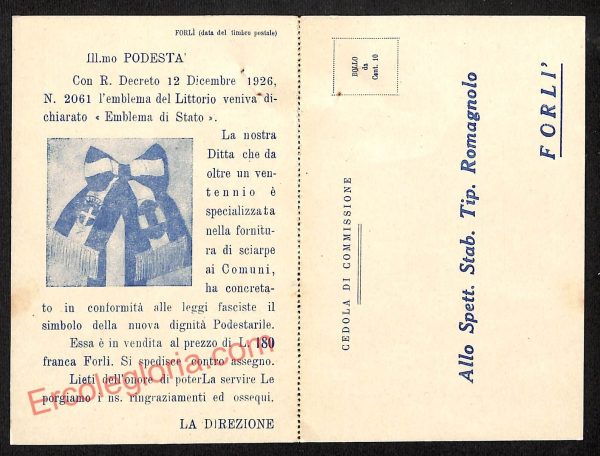 FORLÌ (data del timbro postale)
Ill.mo PODESTA'
Con R. Decreto 12 Dicembre 1926,
N. 2061 l'emblema del Littorio veniva di-
chiarato « Emblema di Stato ».
La nostra
Ditta che da
oltre un ven-
tennio è
specializzata
nella fornitu-
ra di sciarpe
ai Comuni,
ha concreta-
to in conformità alle leggi fasciste il
simbolo della nuova dignità Podestarile.
Essa è in vendita al prezzo di L. 180
franca Forlì. Si spedisce contro assegno.
Lieti dell'onore di poterLa servire Le
porgiamo i ns. ringraziamenti ed ossequi.
LA DIREZIONE
Ercolegloria.com
BOLLO
da
Cent. 10
CEDOLA DI COMMISSIONE
Allo Spett. Stab. Tip. Romagnolo
FORLI'